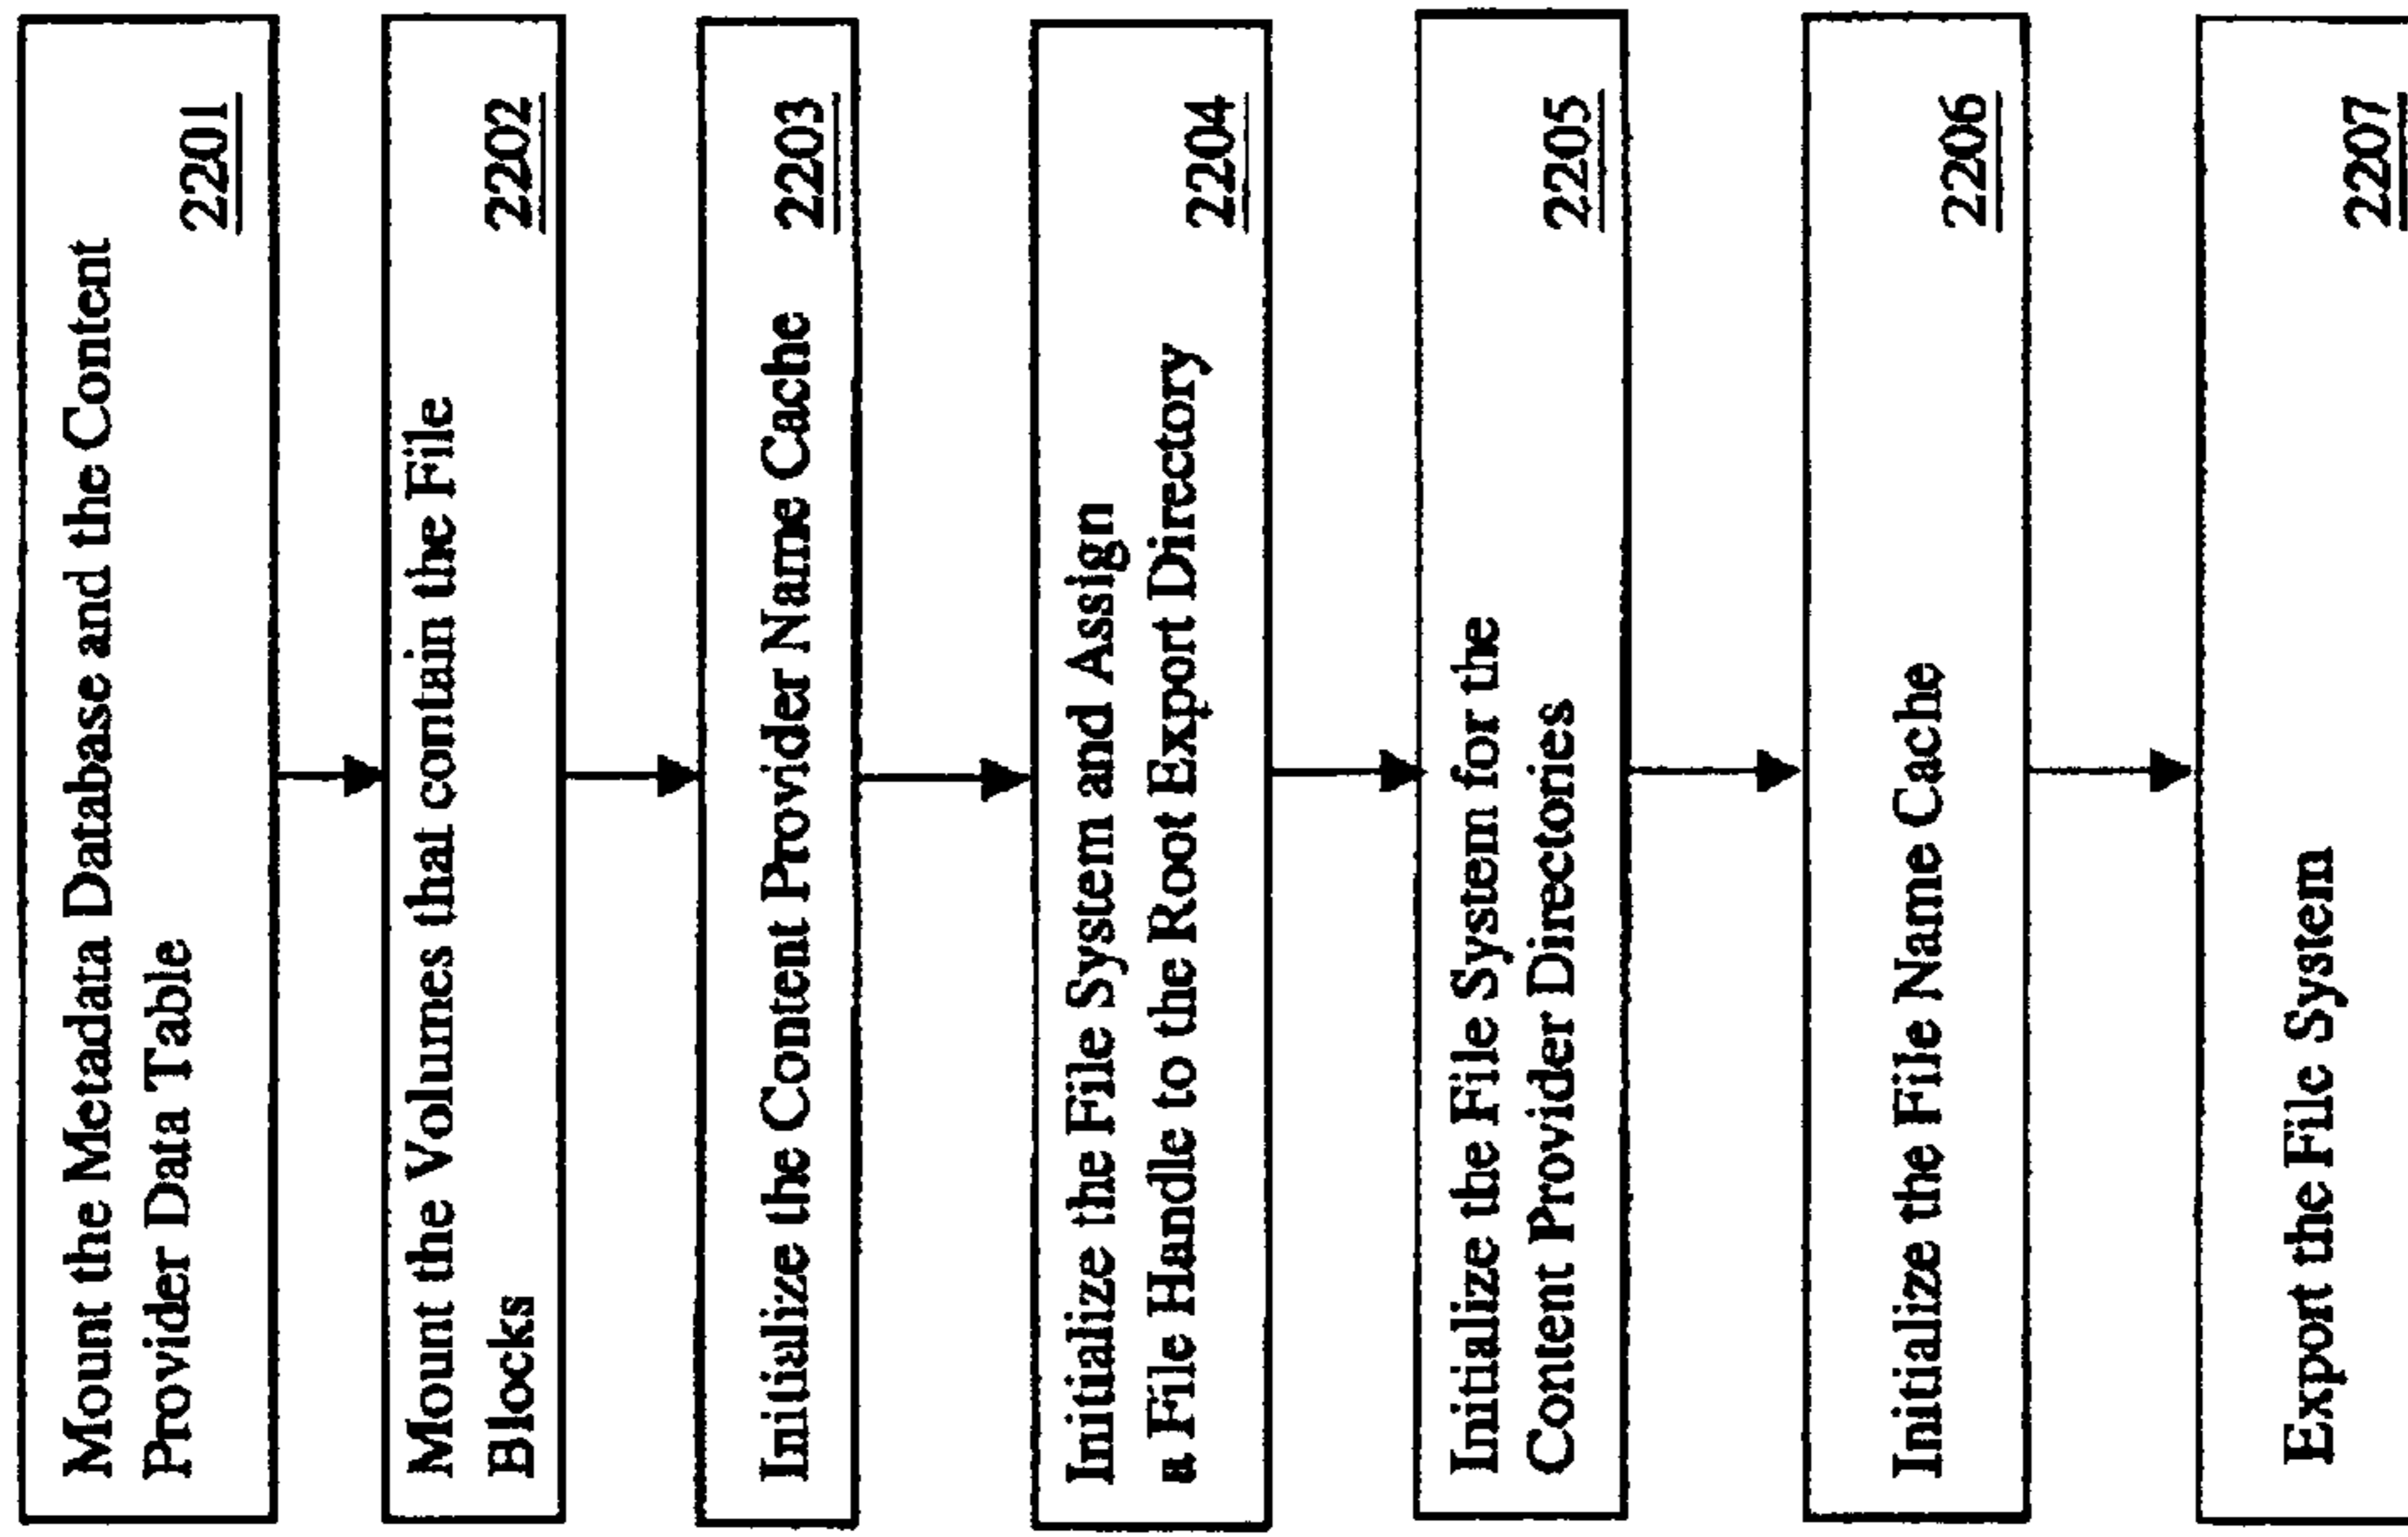 Mount the Metadata Database and the Content
Provider Data Table
2201
Mount the Volumes that contain the File
Blocks
2202
Initialize the Content Provider Name Cache
2203
Initialize the File System and Assign
a File Handle to the Root Export Directory
2204
Initialize the File System for the
Content Provider Directories
2205
Initialize the File Name Cache
2206
Export the File System
2207